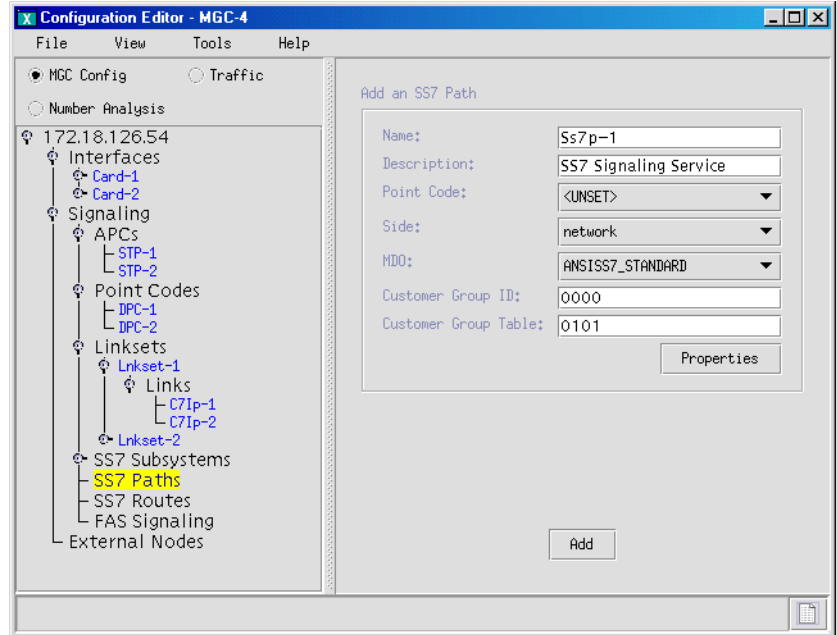 Configuration Editor - MGC-4
File View Tools Help
MGC Config Traffic
Number Analysis
172.18.126.54
Interfaces
Card-1
Card-2
Signaling
APCs
STP-1
STP-2
Point Codes
DPC-1
DPC-2
Linksets
Lnkset-1
Links
C7Ip-1
C7Ip-2
Lnkset-2
SS7 Subsystems
SS7 Paths
SS7 Routes
FAS Signaling
External Nodes
Add an SS7 Path
Name: Ss7p-1
Description: SS7 Signaling Service
Point Code: <UNSET>
Side: network
MDO: ANSISS7_STANDARD
Customer Group ID: 0000
Customer Group Table: 0101
Properties
Add